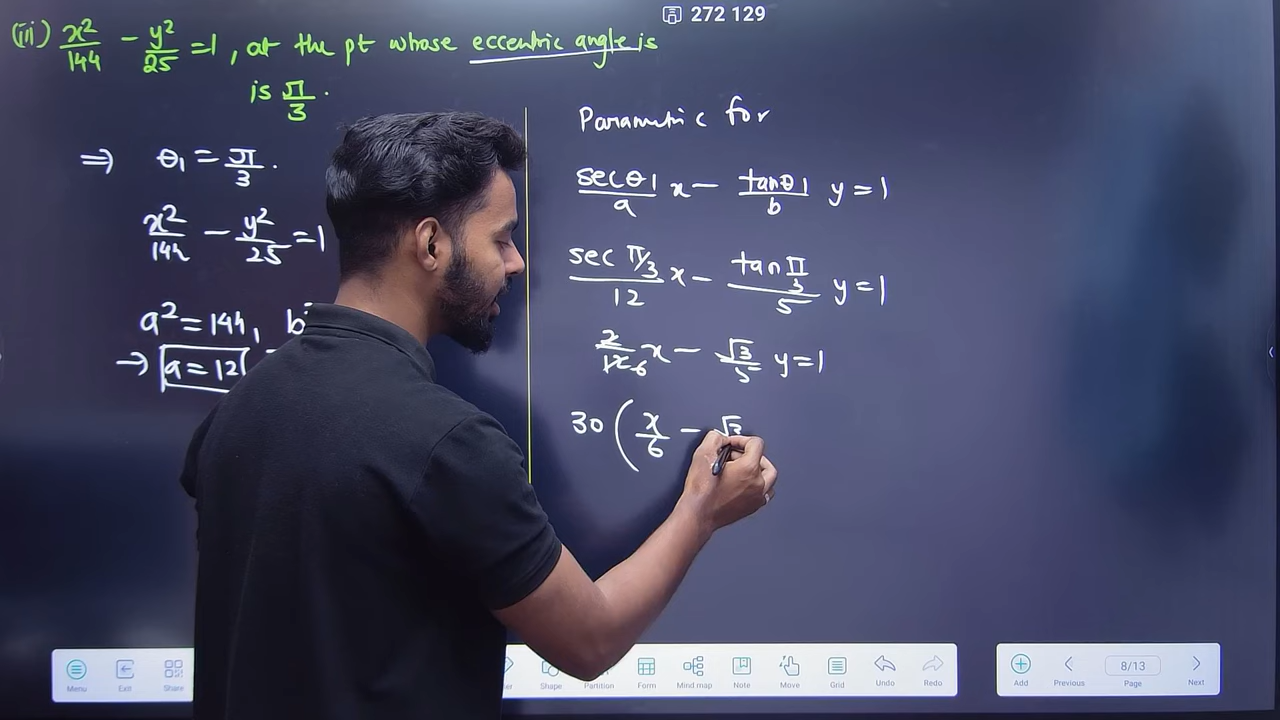 272 129
(iii) x²/144 - y²/25 = 1, at the pt whose eccentric angle is
is π/3.
⇒ θ₁ = π/3.
x²/144 - y²/25 = 1
a² = 144, b
→ a = 12
Parametric for
secθ1/a x - tanθ1/b y = 1
sec π/3/12 x - tan π/3/5 y = 1
2/12 6 x - √3/5 y = 1
30 ( x/6 - √3
Menu Exit Share Shape Partition Form Mind map Note Move Grid Undo Redo Add Previous 8/13 Page Next